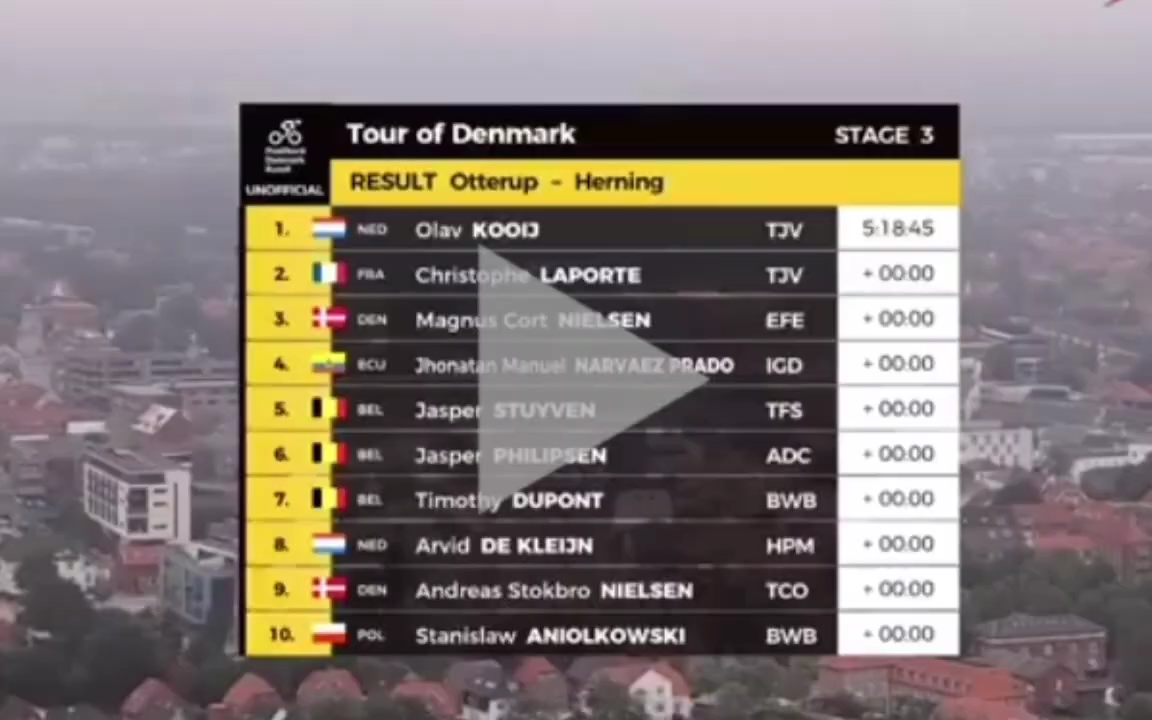 Tour of Denmark STAGE 3
PostNord
Danmark
Rundt
UNOFFICIAL
RESULT Otterup - Herning
1. NED Olav KOOIJ TJV 5:18:45
2. FRA Christophe LAPORTE TJV + 00:00
3. DEN Magnus Cort NIELSEN EFE + 00:00
4. ECU Jhonatan Manuel NARVAEZ PRADO IGD + 00:00
5. BEL Jasper STUYVEN TFS + 00:00
6. BEL Jasper PHILIPSEN ADC + 00:00
7. BEL Timothy DUPONT BWB + 00:00
8. NED Arvid DE KLEIJN HPM + 00:00
9. DEN Andreas Stokbro NIELSEN TCO + 00:00
10. POL Stanislaw ANIOLKOWSKI BWB + 00:00